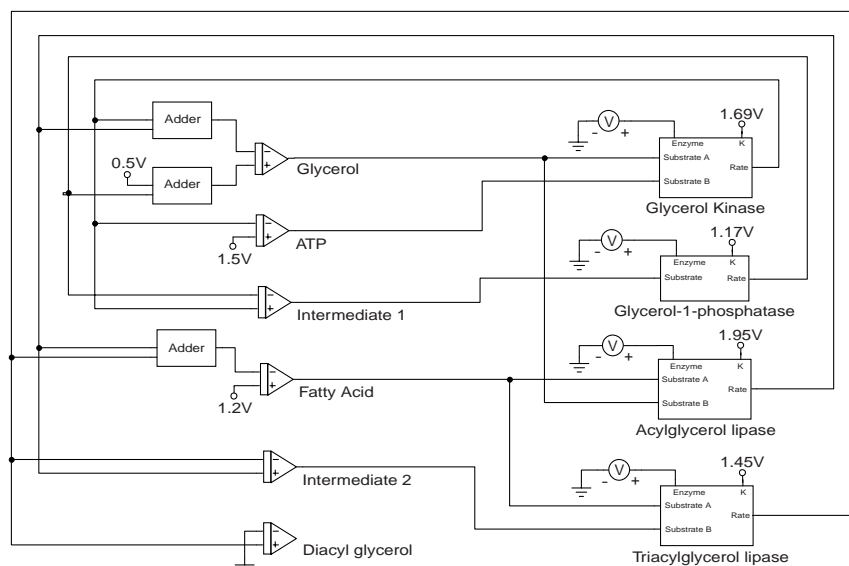 Adder
0.5V
Adder
− +
Glycerol
− +
ATP
1.5V
− +
Intermediate 1
Adder
− +
Fatty Acid
1.2V
− +
Intermediate 2
− +
Diacyl glycerol
V
- +
1.69V
Enzyme K
Substrate A
Rate
Substrate B
Glycerol Kinase
V
- +
1.17V
Enzyme K
Substrate Rate
Glycerol-1-phosphatase
V
- +
1.95V
Enzyme K
Substrate A
Rate
Substrate B
Acylglycerol lipase
V
- +
1.45V
Enzyme K
Substrate A
Rate
Substrate B
Triacylglycerol lipase